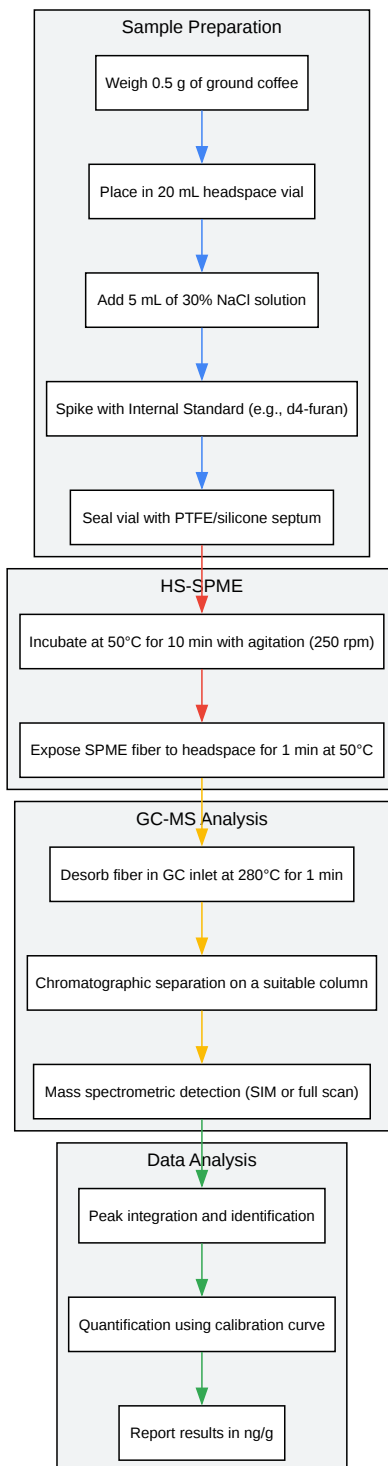 Sample Preparation
Weigh 0.5 g of ground coffee
Place in 20 mL headspace vial
Add 5 mL of 30% NaCl solution
Spike with Internal Standard (e.g., d4-furan)
Seal vial with PTFE/silicone septum
HS-SPME
Incubate at 50°C for 10 min with agitation (250 rpm)
Expose SPME fiber to headspace for 1 min at 50°C
GC-MS Analysis
Desorb fiber in GC inlet at 280°C for 1 min
Chromatographic separation on a suitable column
Mass spectrometric detection (SIM or full scan)
Data Analysis
Peak integration and identification
Quantification using calibration curve
Report results in ng/g